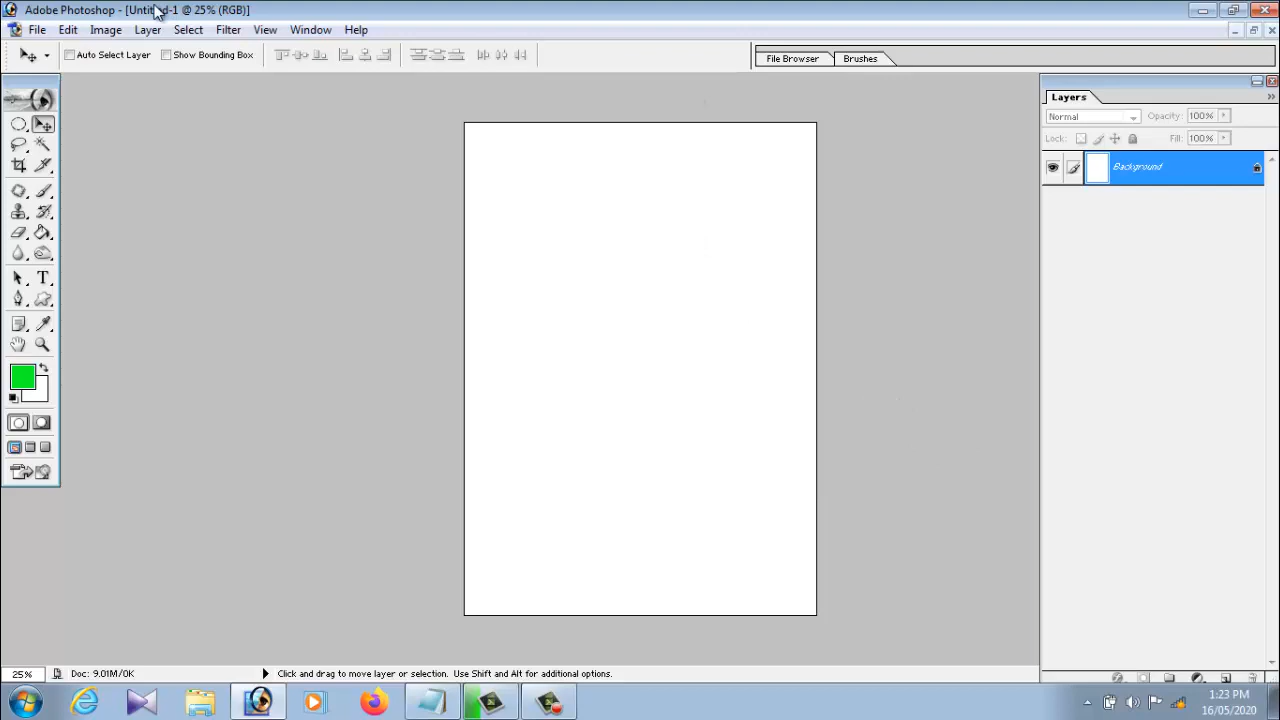 Adobe Photoshop - [Untitled-1 @ 25% (RGB)]
File Edit Image Layer Select Filter View Window Help
Auto Select Layer Show Bounding Box File Browser Brushes
Layers
Normal Opacity: 100%
Lock: Fill: 100%
Background
T
25% Doc: 9.01M/0K Click and drag to move layer or selection. Use Shift and Alt for additional options.
1:23 PM
16/05/2020